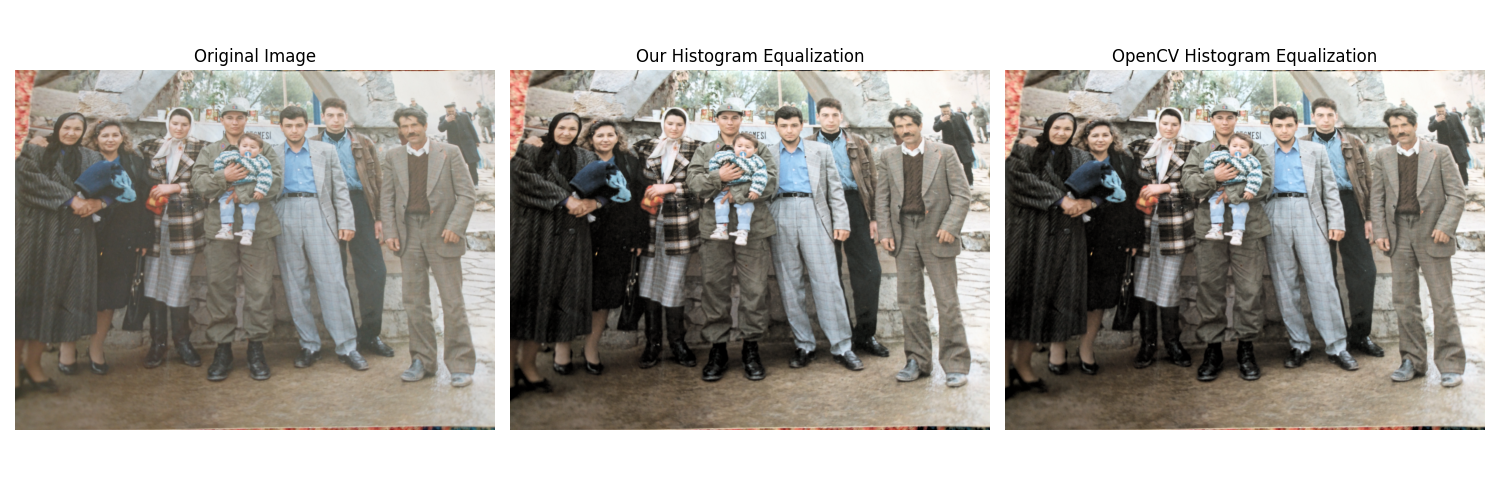 Original Image
Our Histogram Equalization
OpenCV Histogram Equalization